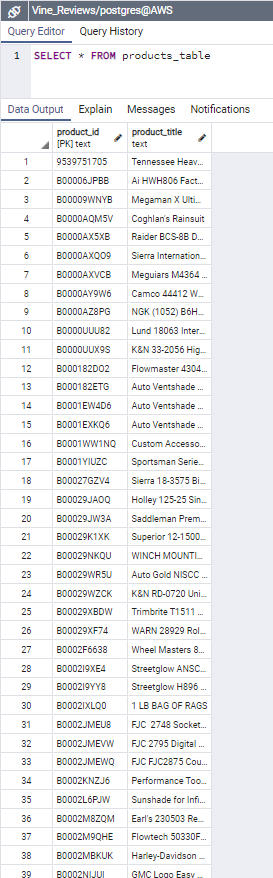 Vine_Reviews/postgres@AWS
Query Editor Query History
1 SELECT * FROM products_table
Data Output Explain Messages Notifications
product_id product_title
[PK] text text
1 9539751705 Tennessee Heav...
2 B00006JPBB Ai HWH806 Fact...
3 B00009WNYB Megaman X Ulti...
4 B0000AQM5V Coghlan's Rainsuit
5 B0000AX5XB Raider BCS-8B D...
6 B0000AXQO9 Sierra Internation...
7 B0000AXVCB Meguiars M4364 ...
8 B0000AY9W6 Camco 44412 W...
9 B0000AZ8PG NGK (1052) B6H...
10 B0000UUU82 Lund 18063 Inter...
11 B0000UUX9S K&N 33-2056 Hig...
12 B000182DO2 Flowmaster 4304...
13 B000182ETG Auto Ventshade ...
14 B0001EW4D6 Auto Ventshade ...
15 B0001EXKQ6 Auto Ventshade ...
16 B0001WW1NQ Custom Accesso...
17 B0001YIUZC Sportsman Serie...
18 B00027GZV4 Sierra 18-3575 Bi...
19 B00029JAOQ Holley 125-25 Sin...
20 B00029JW3A Saddleman Prem...
21 B00029K1XK Superior 12-1500...
22 B00029NKQU WINCH MOUNTI...
23 B00029WR5U Auto Gold NISCC ...
24 B00029WZCK K&N RD-0720 Uni...
25 B00029XBDW Trimbrite T1511 ...
26 B00029XF74 WARN 28929 Rol...
27 B0002F6638 Wheel Masters 8...
28 B0002I9XE4 Streetglow ANSC...
29 B0002I9YY8 Streetglow H896 ...
30 B0002IXLQ0 1 LB BAG OF RAGS
31 B0002JMEU8 FJC 2748 Socket...
32 B0002JMEVW FJC 2795 Digital ...
33 B0002JMEWQ FJC FJC2875 Cou...
34 B0002KNZJ6 Performance Too...
35 B0002L6PJW Sunshade for Infi...
36 B0002M8ZQM Earl's 230503 Re...
37 B0002M9QHE Flowtech 50330F...
38 B0002MBKUK Harley-Davidson ...
39 B0002NIJUI GMC Logo Easy ...